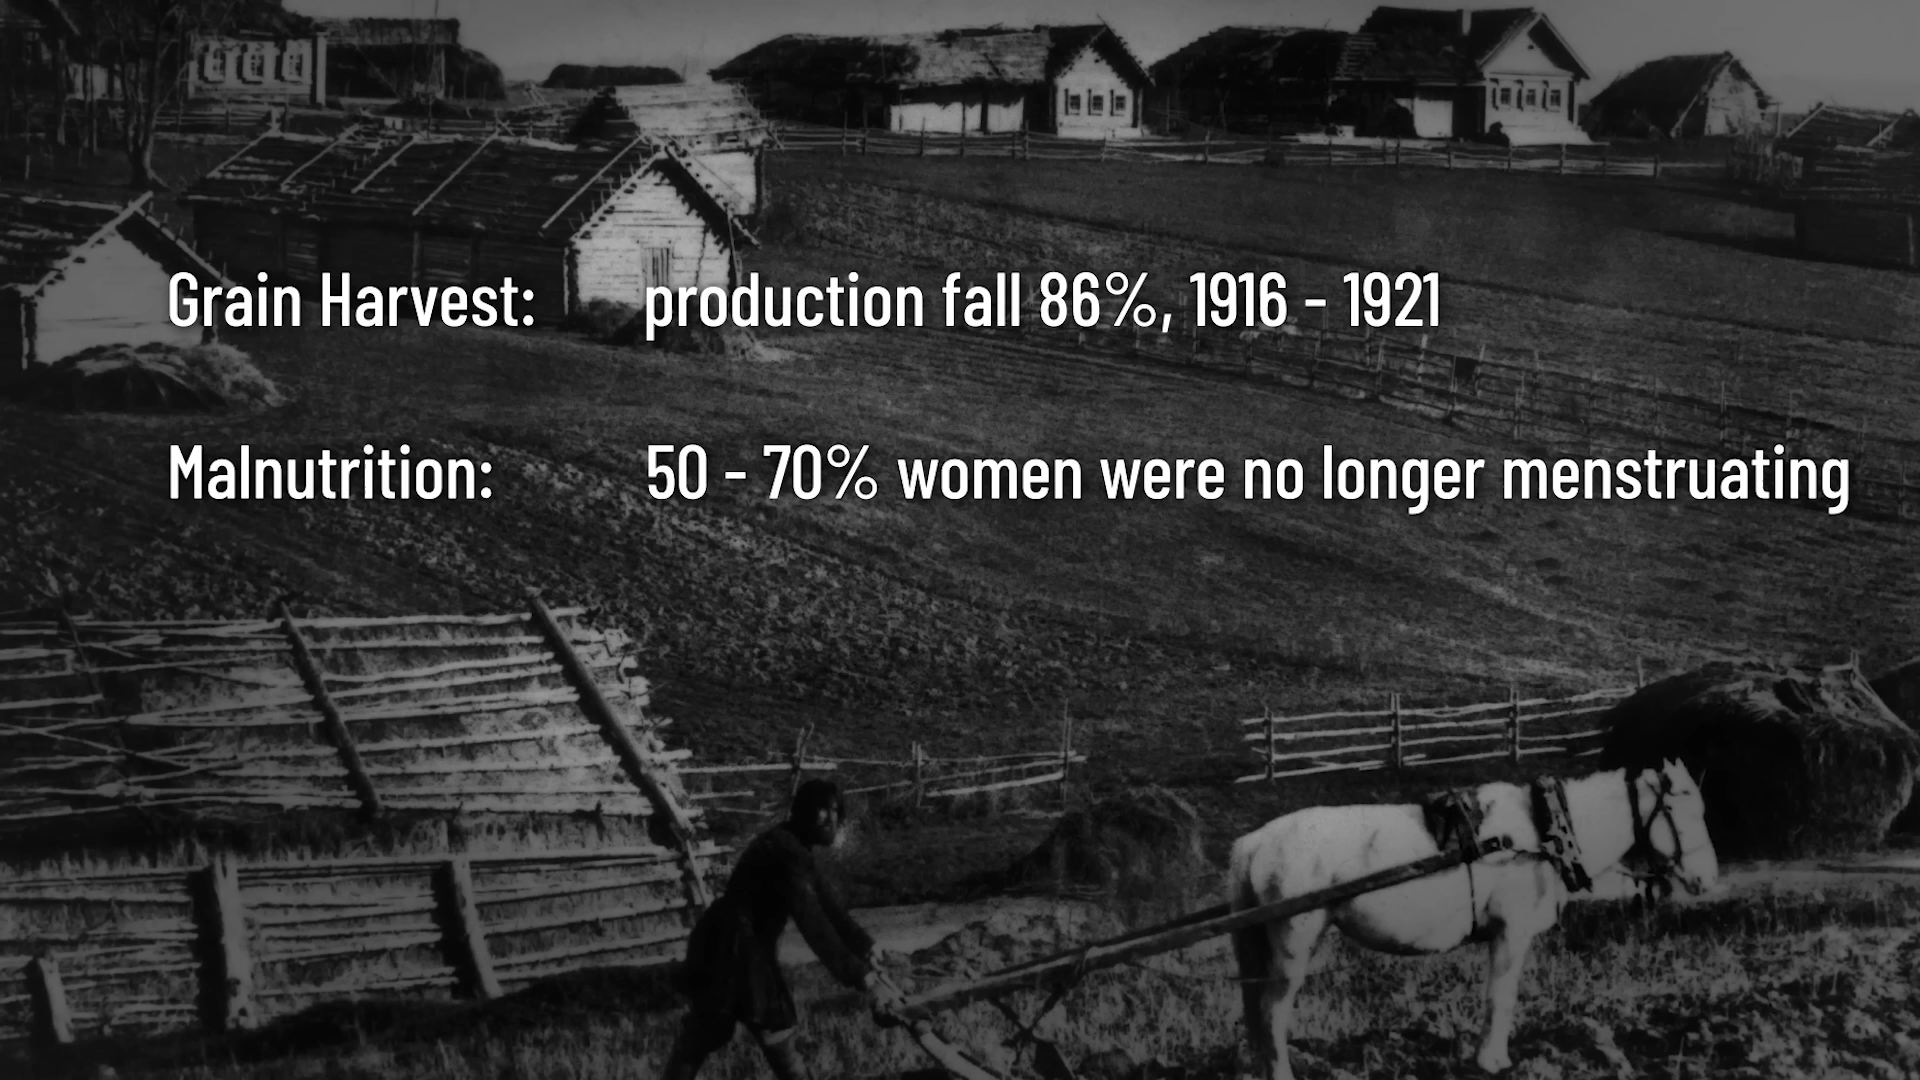 Grain Harvest: production fall 86%, 1916 - 1921
Malnutrition: 50 - 70% women were no longer menstruating